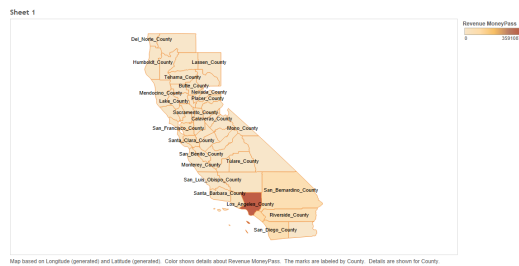 Sheet 1
Revenue MoneyPass
0 359108
Del_Norte_County
Humboldt_County
Lassen_County
Tehama_County
Butte_County
Mendocino_County
Nevada_County
Lake_County
Placer_County
Sacramento_County
Calaveras_County
San_Francisco_County
Mono_County
Santa_Clara_County
San_Benito_County
Tulare_County
Monterey_County
San_Luis_Obispo_County
Santa_Barbara_County
San_Bernardino_County
Los_Angeles_County
Riverside_County
San_Diego_County
Map based on Longitude (generated) and Latitude (generated). Color shows details about Revenue MoneyPass. The marks are labeled by County. Details are shown for County.